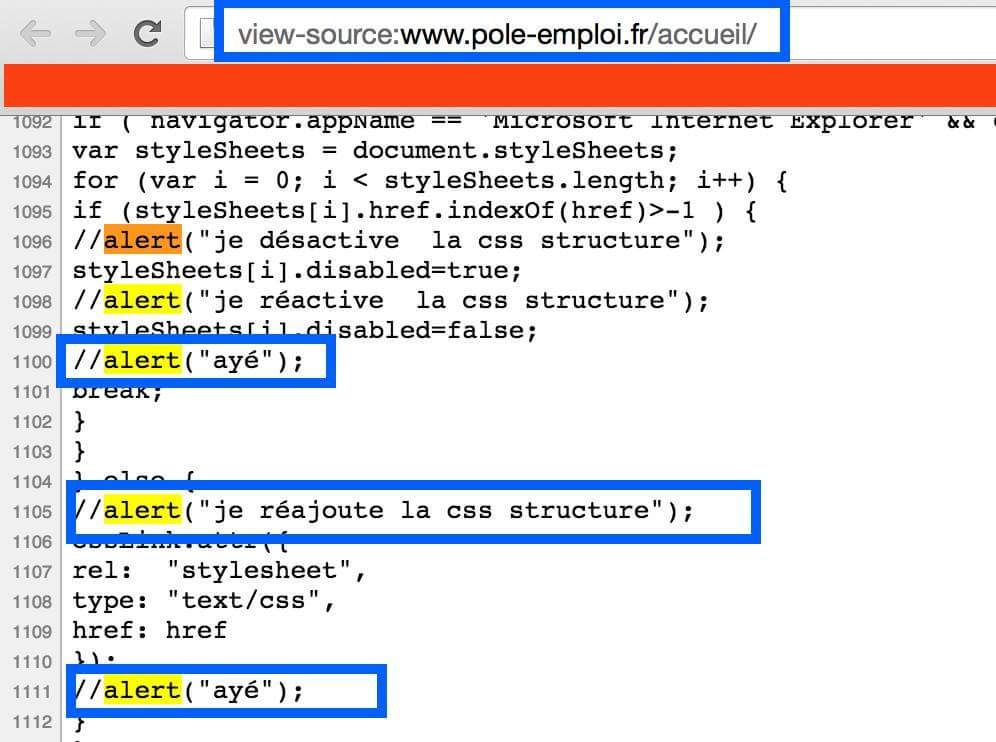 view-source:www.pole-emploi.fr/accueil/
1092 if ( navigator.appName == 'Microsoft Internet Explorer' &&
1093 var styleSheets = document.styleSheets;
1094 for (var i = 0; i < styleSheets.length; i++) {
1095 if (styleSheets[i].href.indexOf(href)>-1 ) {
1096 //alert("je désactive  la css structure");
1097 styleSheets[i].disabled=true;
1098 //alert("je réactive  la css structure");
1099 styleSheets[i].disabled=false;
1100 //alert("ayé");
1101 break;
1102 }
1103 }
1104 } else {
1105 //alert("je réajoute la css structure");
1106 cssLink.attr({
1107 rel:  "stylesheet",
1108 type: "text/css",
1109 href: href
1110 });
1111 //alert("ayé");
1112 }